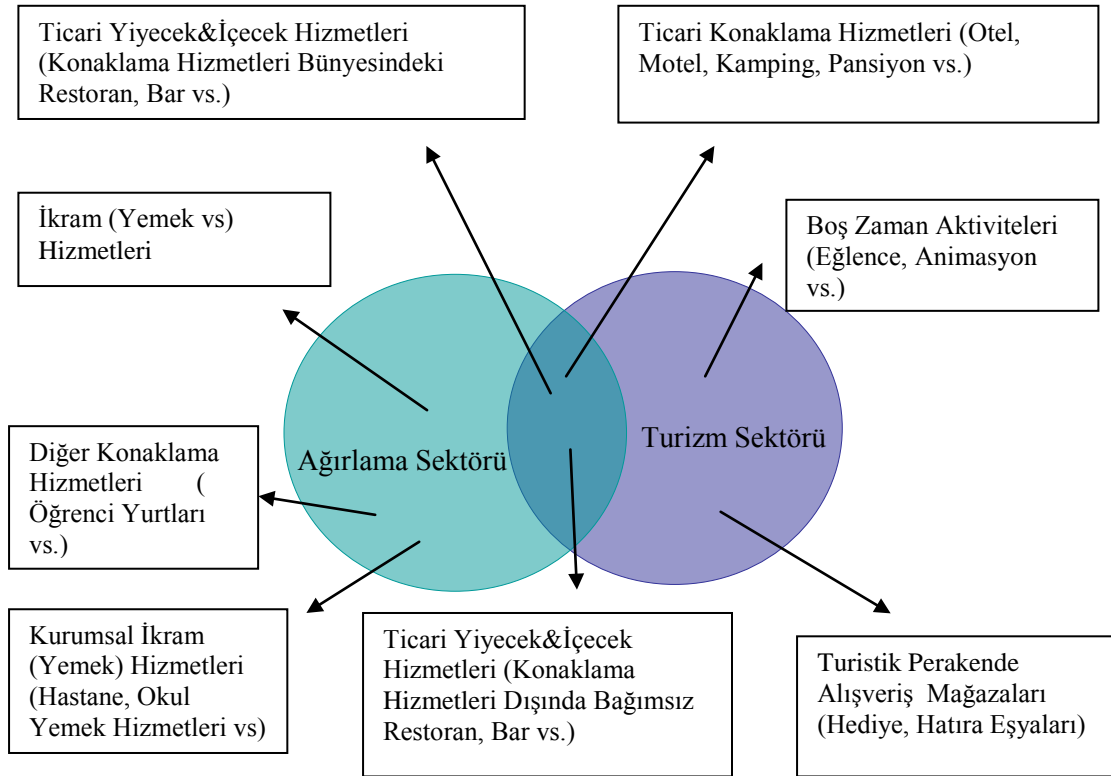 Ticari Yiyecek&İçecek Hizmetleri
(Konaklama Hizmetleri Bünyesindeki
Restoran, Bar vs.)
Ticari Konaklama Hizmetleri (Otel,
Motel, Kamping, Pansiyon vs.)
İkram (Yemek vs)
Hizmetleri
Boş Zaman Aktiviteleri
(Eğlence, Animasyon
vs.)
Ağırlama Sektörü
Turizm Sektörü
Diğer Konaklama
Hizmetleri (
Öğrenci Yurtları
vs.)
Kurumsal İkram
(Yemek) Hizmetleri
(Hastane, Okul
Yemek Hizmetleri vs)
Ticari Yiyecek&İçecek
Hizmetleri (Konaklama
Hizmetleri Dışında Bağımsız
Restoran, Bar vs.)
Turistik Perakende
Alışveriş Mağazaları
(Hediye, Hatıra Eşyaları)